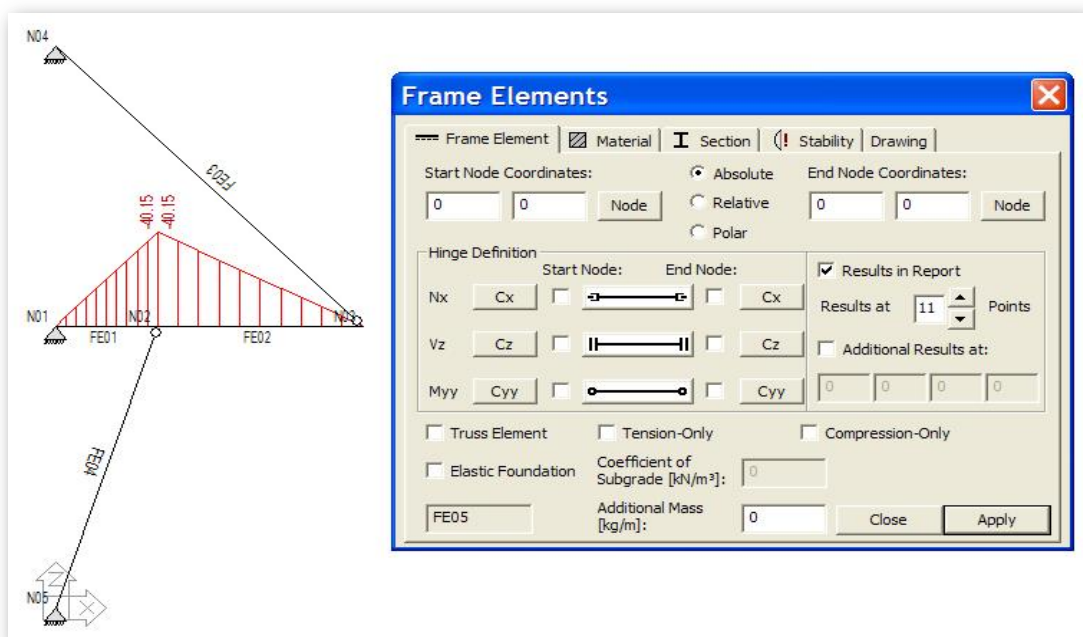 N04
FE03
-40.15
-40.15
N01
N02
N03
FE01
FE02
FE04
N05
Z
X
Frame Elements
Frame Element
Material
Section
Stability
Drawing
Start Node Coordinates:
Absolute
End Node Coordinates:
0
0
Node
Relative
0
0
Node
Polar
Hinge Definition
Start Node:
End Node:
Results in Report
Nx
Cx
Cx
Results at
11
Points
Vz
Cz
Cz
Additional Results at:
Myy
Cyy
Cyy
0
0
0
0
Truss Element
Tension-Only
Compression-Only
Elastic Foundation
Coefficient of
Subgrade [kN/m³]:
0
FE05
Additional Mass
[kg/m]:
0
Close
Apply